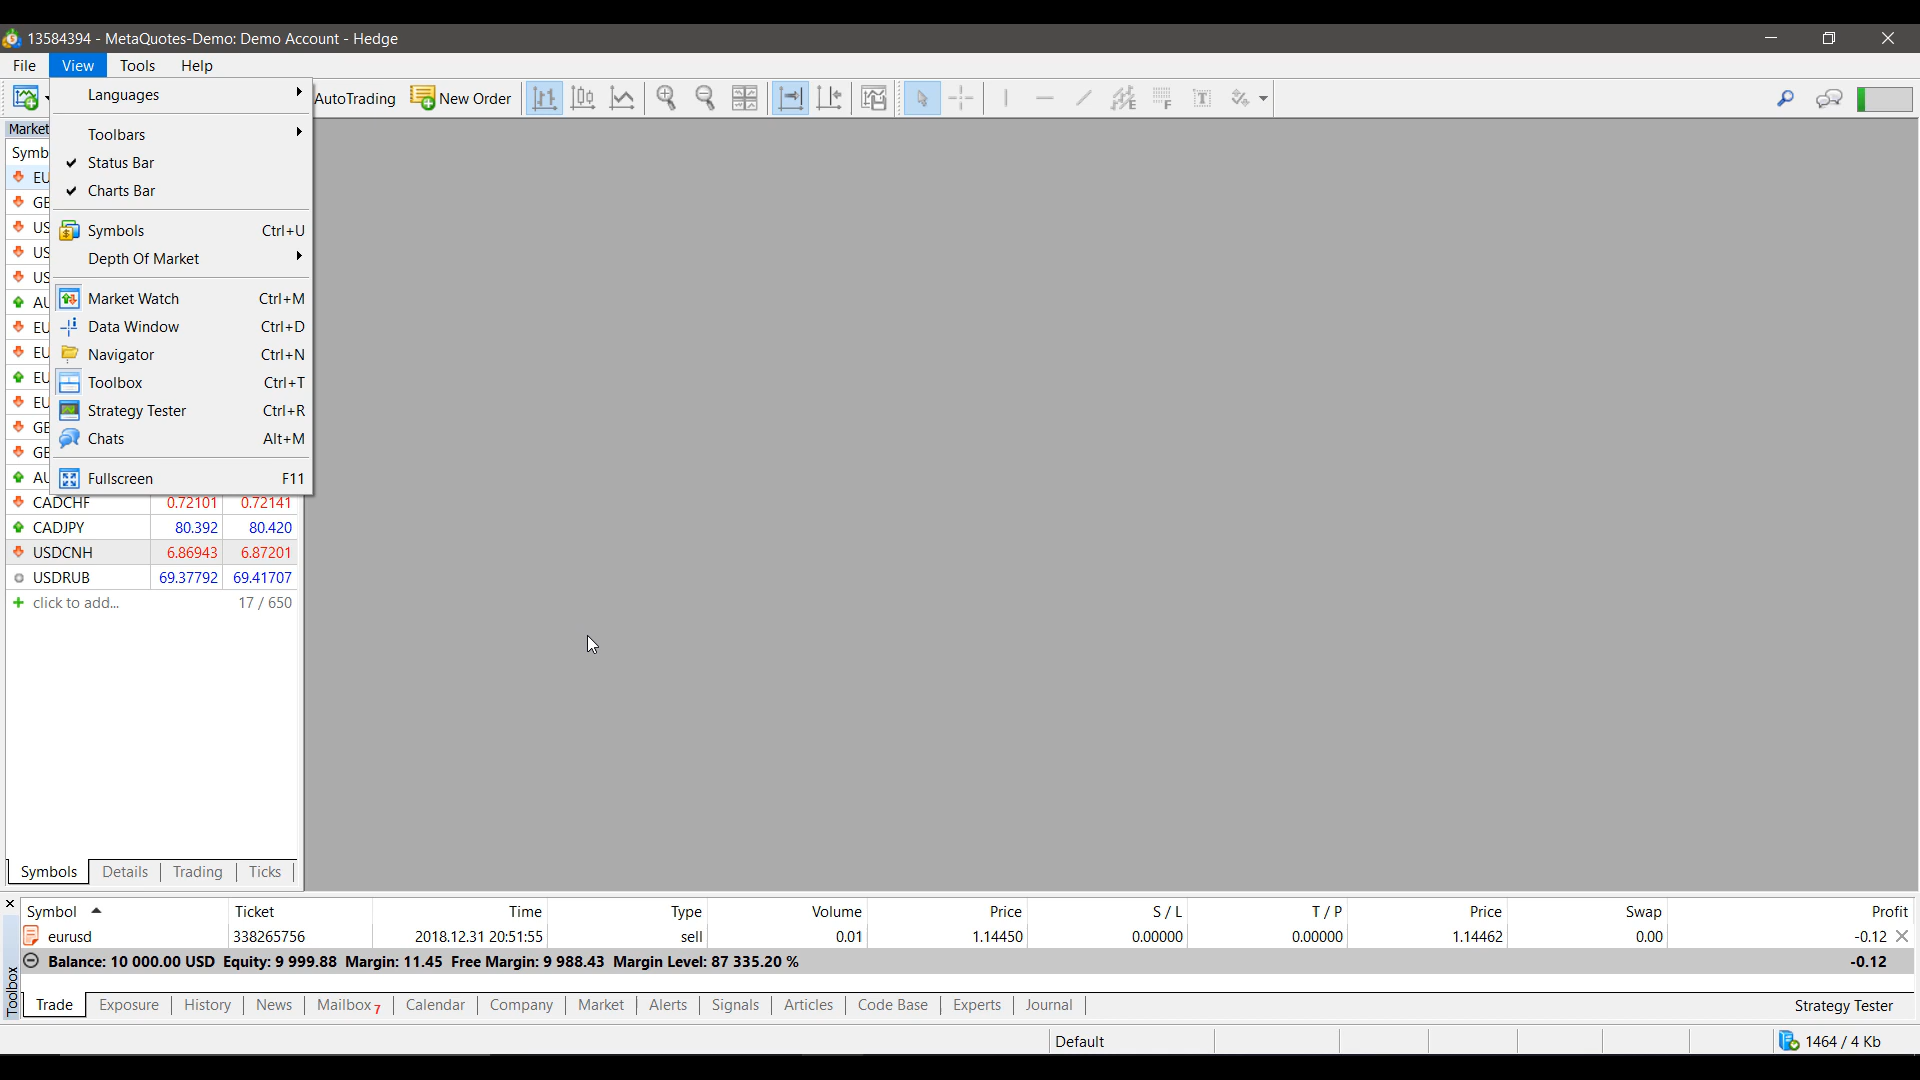 13584394 - MetaQuotes-Demo: Demo Account - Hedge
File View Tools Help
AutoTrading New Order
Languages
Toolbars
Status Bar
Charts Bar
Symbols Ctrl+U
Depth Of Market
Market Watch Ctrl+M
Data Window Ctrl+D
Navigator Ctrl+N
Toolbox Ctrl+T
Strategy Tester Ctrl+R
Chats Alt+M
Fullscreen F11
Market
Symb
EU
GB
US
US
US
AU
EU
EU
EU
EU
GB
GB
AU
CADCHF 0.72101 0.72141
CADJPY 80.392 80.420
USDCNH 6.86943 6.87201
USDRUB 69.37792 69.41707
click to add... 17 / 650
Symbols Details Trading Ticks
Symbol Ticket Time Type Volume Price S / L T / P Price Swap Profit
eurusd 338265756 2018.12.31 20:51:55 sell 0.01 1.14450 0.00000 0.00000 1.14462 0.00 -0.12
Balance: 10 000.00 USD Equity: 9 999.88 Margin: 11.45 Free Margin: 9 988.43 Margin Level: 87 335.20 % -0.12
Toolbox
Trade Exposure History News Mailbox 7 Calendar Company Market Alerts Signals Articles Code Base Experts Journal Strategy Tester
Default 1464 / 4 Kb